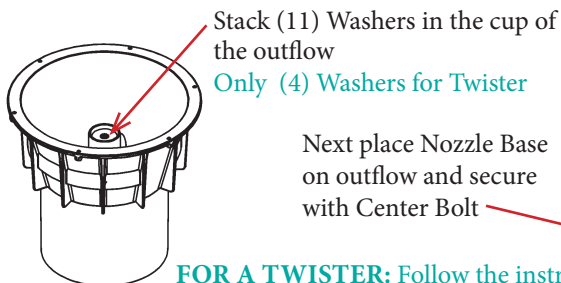 Stack (11) Washers in the cup of
the outflow
Only (4) Washers for Twister
Next place Nozzle Base
on outflow and secure
with Center Bolt
FOR A TWISTER: Follow the instr